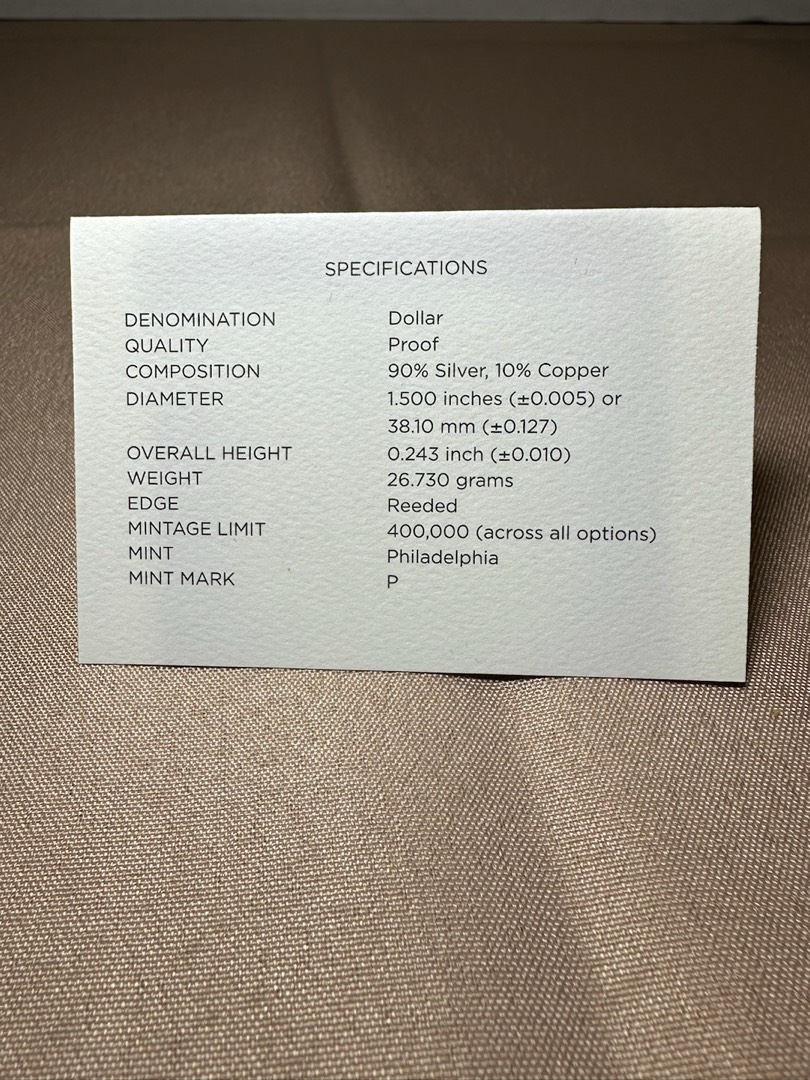 SPECIFICATIONS
DENOMINATION Dollar
QUALITY Proof
COMPOSITION 90% Silver, 10% Copper
DIAMETER 1.500 inches (±0.005) or
38.10 mm (±0.127)
OVERALL HEIGHT 0.243 inch (±0.010)
WEIGHT 26.730 grams
EDGE Reeded
MINTAGE LIMIT 400,000 (across all options)
MINT Philadelphia
MINT MARK P